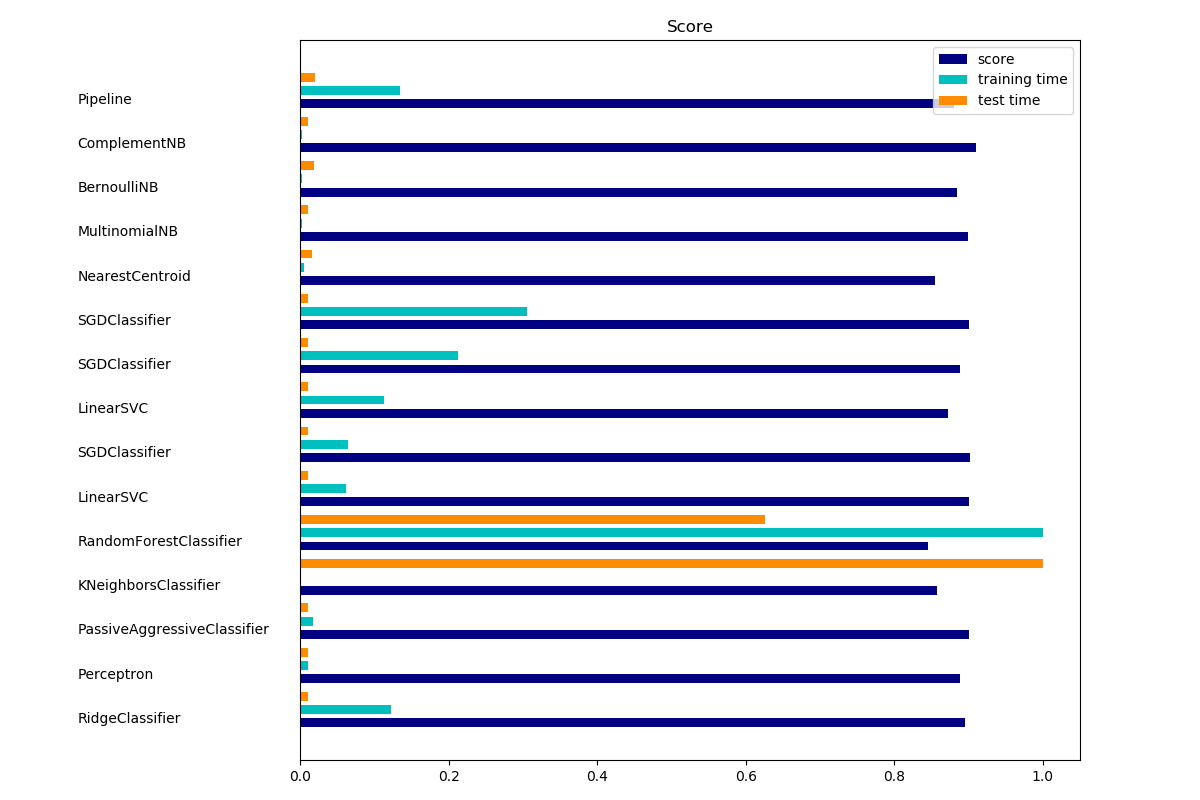 Score
score
training time
test time
Pipeline
ComplementNB
BernoulliNB
MultinomialNB
NearestCentroid
SGDClassifier
SGDClassifier
LinearSVC
SGDClassifier
LinearSVC
RandomForestClassifier
KNeighborsClassifier
PassiveAggressiveClassifier
Perceptron
RidgeClassifier
0.0 0.2 0.4 0.6 0.8 1.0